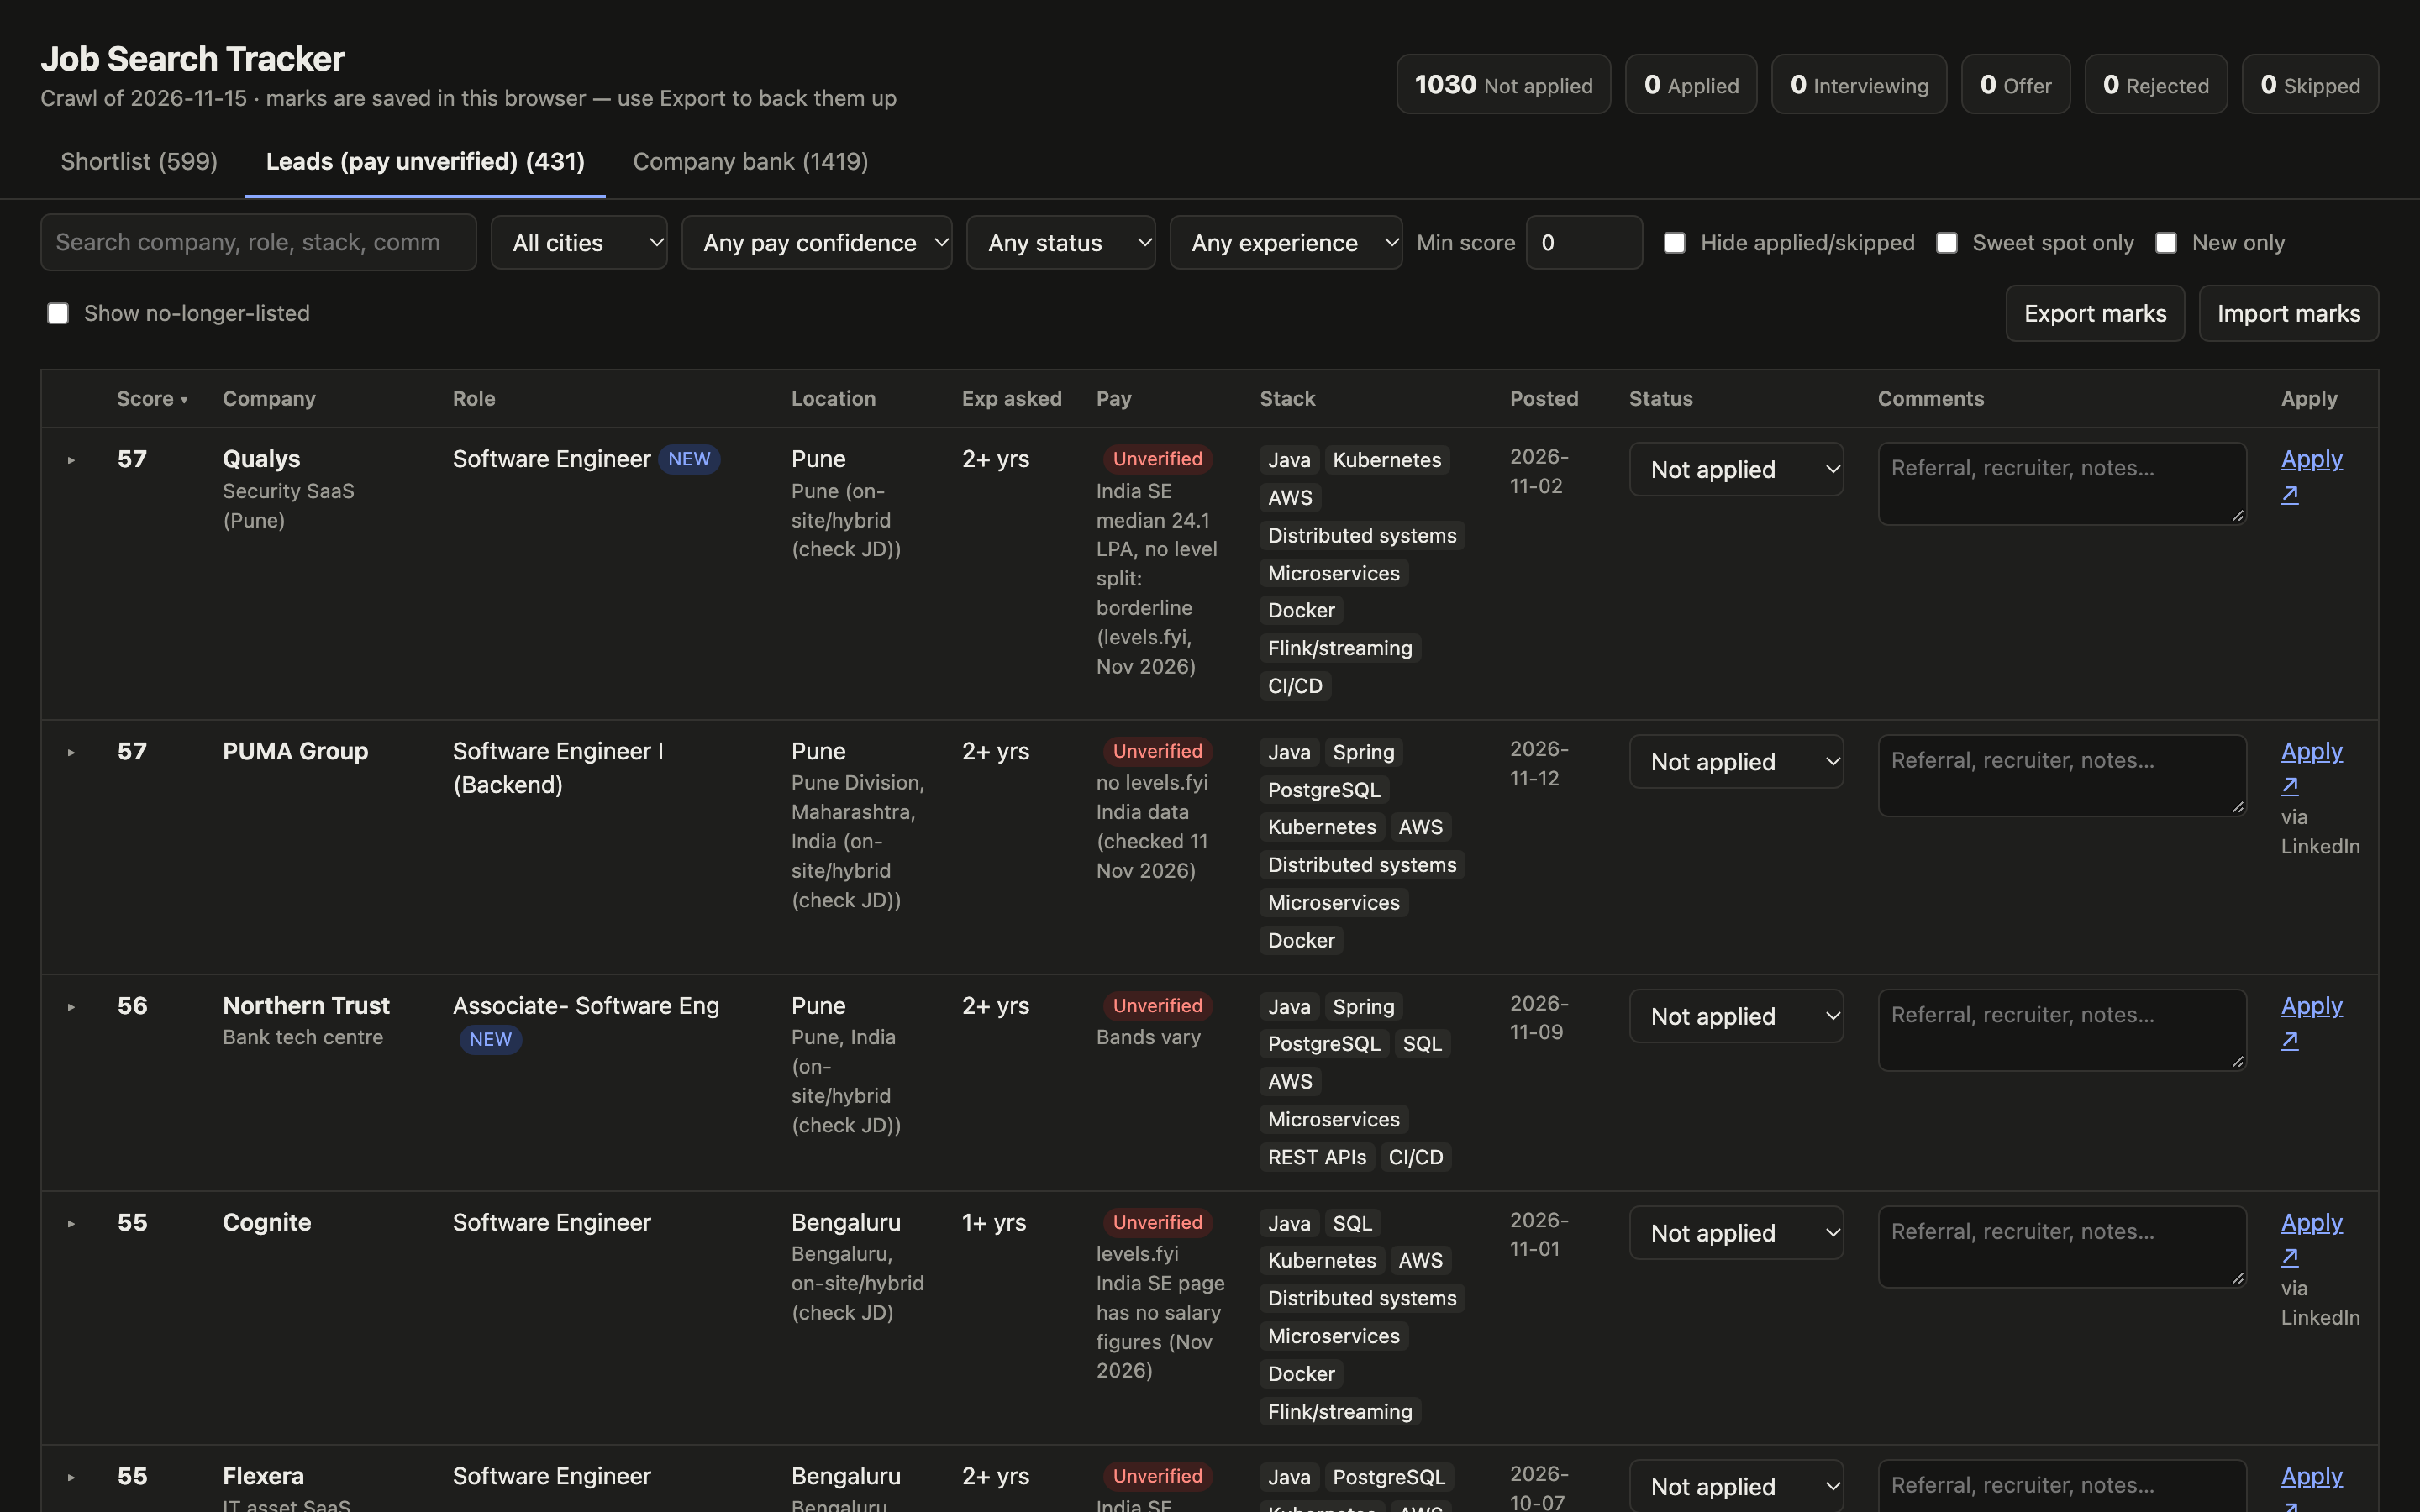 Job Search Tracker
Crawl of 2026-11-15 · marks are saved in this browser — use Export to back them up
1030 Not applied
0 Applied
0 Interviewing
0 Offer
0 Rejected
0 Skipped
Shortlist (599)
Leads (pay unverified) (431)
Company bank (1419)
Search company, role, stack, comm
All cities
Any pay confidence
Any status
Any experience
Min score
0
Hide applied/skipped
Sweet spot only
New only
Show no-longer-listed
Export marks
Import marks
Score ▾
Company
Role
Location
Exp asked
Pay
Stack
Posted
Status
Comments
Apply
57
Qualys
Security SaaS
(Pune)
Software Engineer NEW
Pune
Pune (on-
site/hybrid
(check JD))
2+ yrs
Unverified
India SE
median 24.1
LPA, no level
split:
borderline
(levels.fyi,
Nov 2026)
Java Kubernetes
AWS
Distributed systems
Microservices
Docker
Flink/streaming
CI/CD
2026-
11-02
Not applied
Referral, recruiter, notes...
Apply
↗
57
PUMA Group
Software Engineer I
(Backend)
Pune
Pune Division,
Maharashtra,
India (on-
site/hybrid
(check JD))
2+ yrs
Unverified
no levels.fyi
India data
(checked 11
Nov 2026)
Java Spring
PostgreSQL
Kubernetes AWS
Distributed systems
Microservices
Docker
2026-
11-12
Not applied
Referral, recruiter, notes...
Apply
↗
via
LinkedIn
56
Northern Trust
Bank tech centre
Associate- Software Eng
NEW
Pune
Pune, India
(on-
site/hybrid
(check JD))
2+ yrs
Unverified
Bands vary
Java Spring
PostgreSQL SQL
AWS
Microservices
REST APIs CI/CD
2026-
11-09
Not applied
Referral, recruiter, notes...
Apply
↗
55
Cognite
Software Engineer
Bengaluru
Bengaluru,
on-site/hybrid
(check JD)
1+ yrs
Unverified
levels.fyi
India SE page
has no salary
figures (Nov
2026)
Java SQL
Kubernetes AWS
Distributed systems
Microservices
Docker
Flink/streaming
2026-
11-01
Not applied
Referral, recruiter, notes...
Apply
↗
via
LinkedIn
55
Flexera
IT asset SaaS
Software Engineer
Bengaluru
Bengaluru
2+ yrs
Unverified
India SE
Java PostgreSQL
Kubernetes AWS
2026-
10-07
Not applied
Referral, recruiter, notes...
Apply
↗